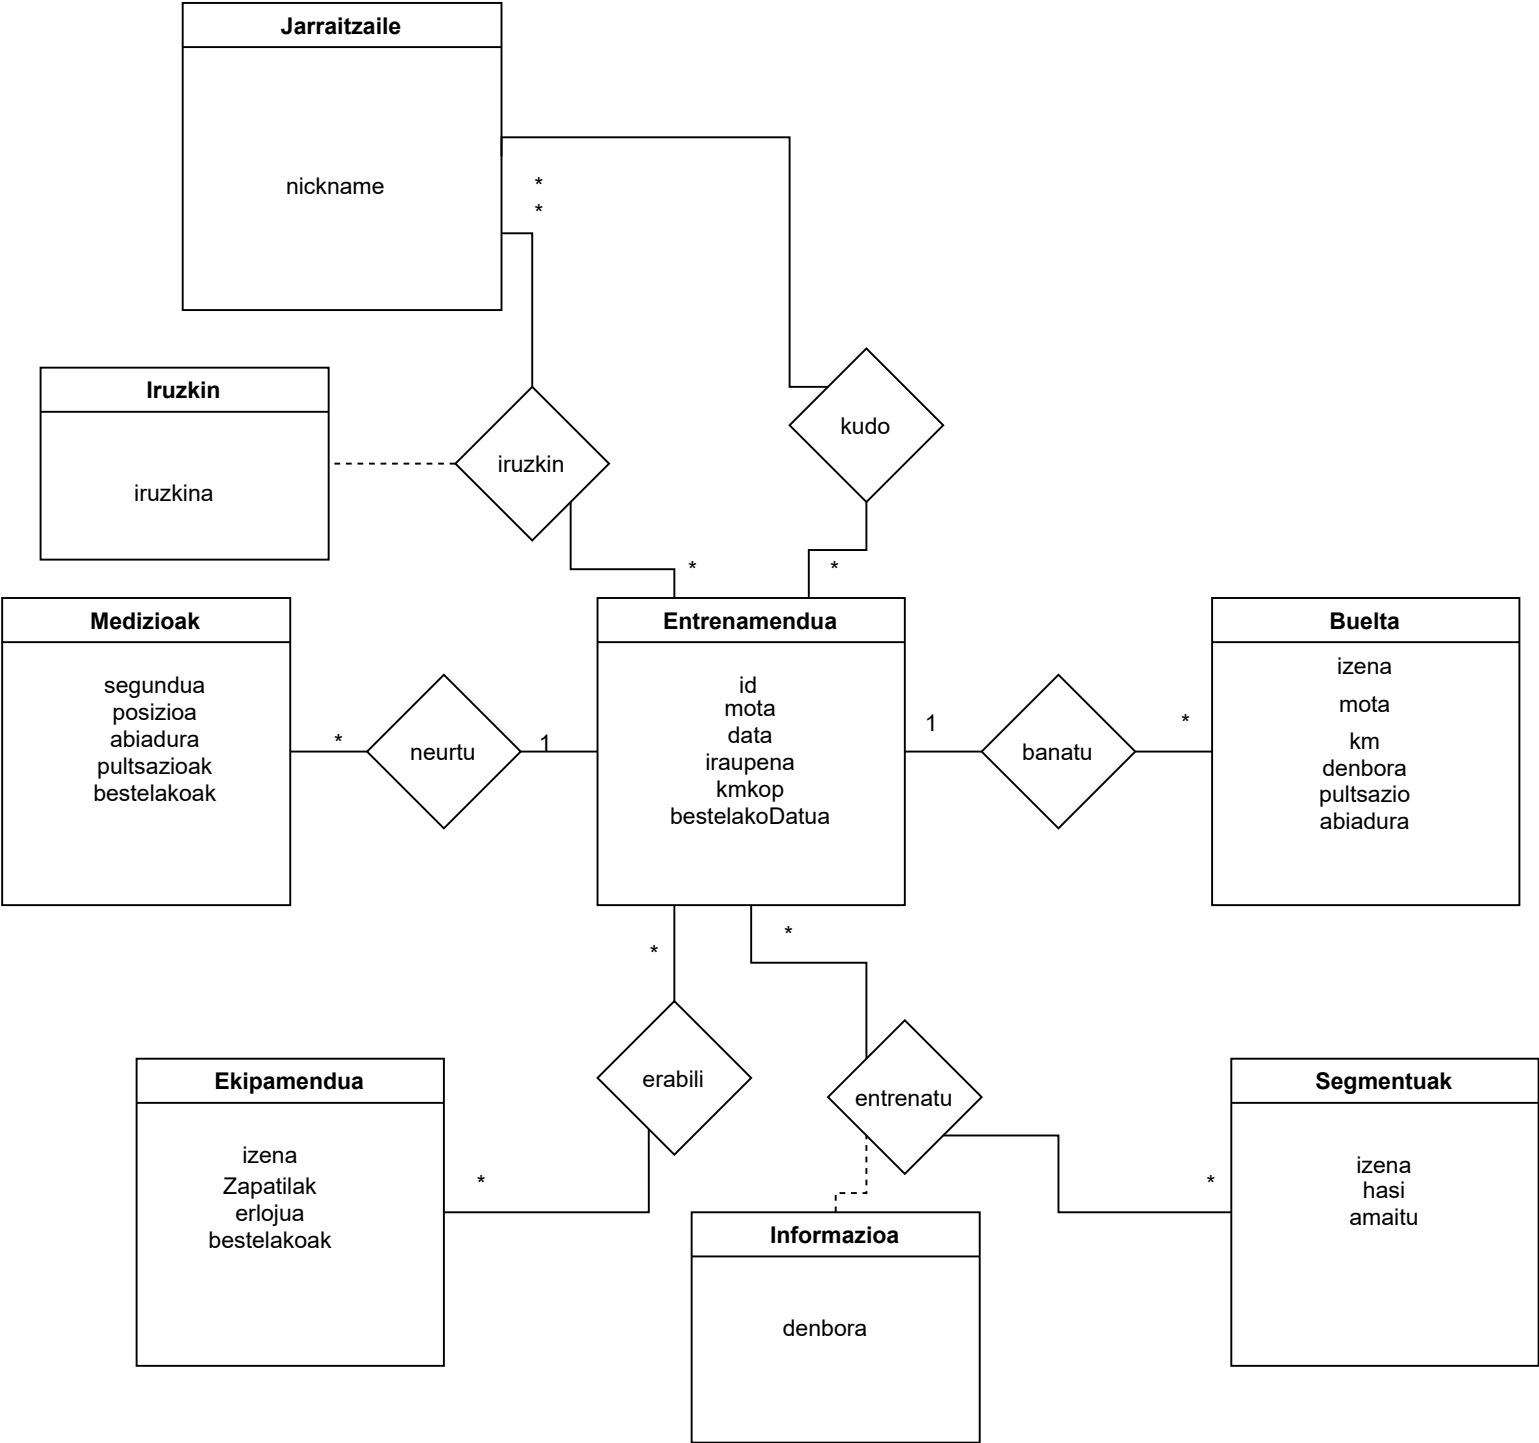 Jarraitzaile
nickname
*
*
Iruzkin
iruzkina
iruzkin
kudo
*
*
Medizioak
segundua
posizioa
abiadura
pultsazioak
bestelakoak
*
neurtu
1
Entrenamendua
id
mota
data
iraupena
kmkop
bestelakoDatua
1
banatu
*
Buelta
izena
mota
km
denbora
pultsazio
abiadura
*
*
erabili
entrenatu
Ekipamendua
izena
Zapatilak
erlojua
bestelakoak
*
Informazioa
denbora
*
Segmentuak
izena
hasi
amaitu